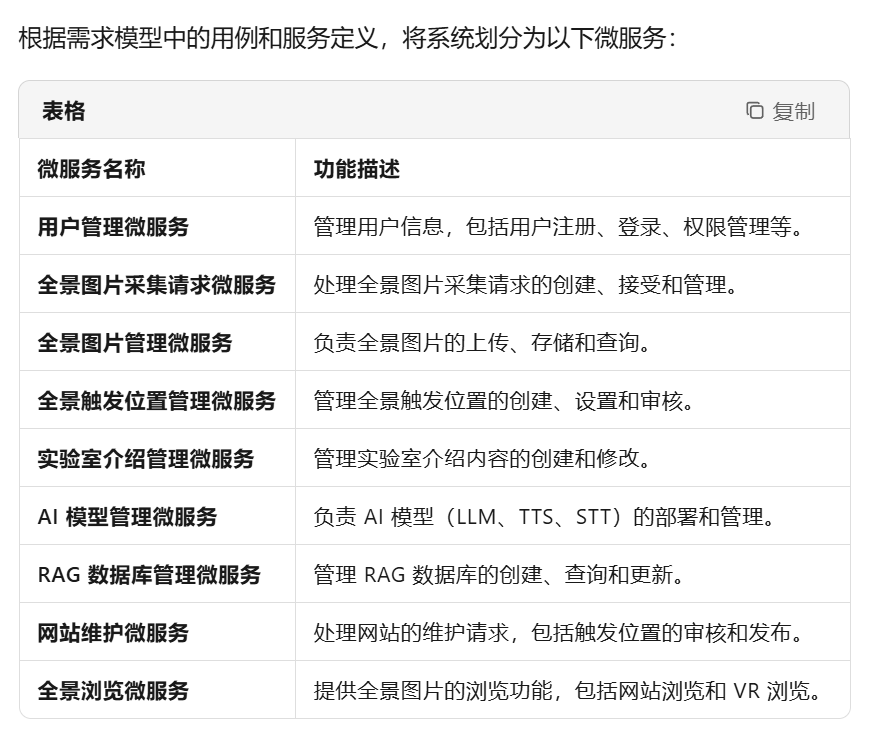 根据需求模型中的用例和服务定义，将系统划分为以下微服务：
表格 复制
微服务名称 功能描述
用户管理微服务 管理用户信息，包括用户注册、登录、权限管理等。
全景图片采集请求微服务 处理全景图片采集请求的创建、接受和管理。
全景图片管理微服务 负责全景图片的上传、存储和查询。
全景触发位置管理微服务 管理全景触发位置的创建、设置和审核。
实验室介绍管理微服务 管理实验室介绍内容的创建和修改。
AI 模型管理微服务 负责 AI 模型（LLM、TTS、STT）的部署和管理。
RAG 数据库管理微服务 管理 RAG 数据库的创建、查询和更新。
网站维护微服务 处理网站的维护请求，包括触发位置的审核和发布。
全景浏览微服务 提供全景图片的浏览功能，包括网站浏览和 VR 浏览。